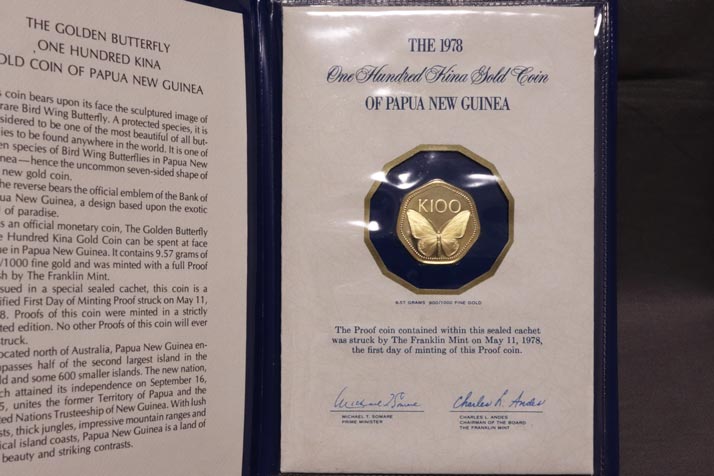 THE GOLDEN BUTTERFLY
ONE HUNDRED KINA
OLD COIN OF PAPUA NEW GUINEA
coin bears upon its face the sculptured image of
rare Bird Wing Butterfly. A protected species, it is
sidered to be one of the most beautiful of all but-
ies to be found anywhere in the world. It is one of
en species of Bird Wing Butterflies in Papua New
nea—hence the uncommon seven-sided shape of
new gold coin.
he reverse bears the official emblem of the Bank of
ua New Guinea, a design based upon the exotic
of paradise.
s an official monetary coin, The Golden Butterfly
e Hundred Kina Gold Coin can be spent at face
ue in Papua New Guinea. It contains 9.57 grams of
/1000 fine gold and was minted with a full Proof
sh by The Franklin Mint.
sued in a special sealed cachet, this coin is a
ified First Day of Minting Proof struck on May 11,
8. Proofs of this coin were minted in a strictly
ted edition. No other Proofs of this coin will ever
truck.
ocated north of Australia, Papua New Guinea en-
passes half of the second largest island in the
ld and some 600 smaller islands. The new nation,
ch attained its independence on September 16,
5, unites the former Territory of Papua and the
ted Nations Trusteeship of New Guinea. With lush
sts, thick jungles, impressive mountain ranges and
ical island coasts, Papua New Guinea is a land of
beauty and striking contrasts.
THE 1978
One Hundred Kina Gold Coin
OF PAPUA NEW GUINEA
K100
9.57 GRAMS 900/1000 FINE GOLD
The Proof coin contained within this sealed cachet
was struck by The Franklin Mint on May 11, 1978,
the first day of minting of this Proof coin.
Charles L. Andes
MICHAEL T. SOMARE
PRIME MINISTER
CHARLES L. ANDES
CHAIRMAN OF THE BOARD
THE FRANKLIN MINT